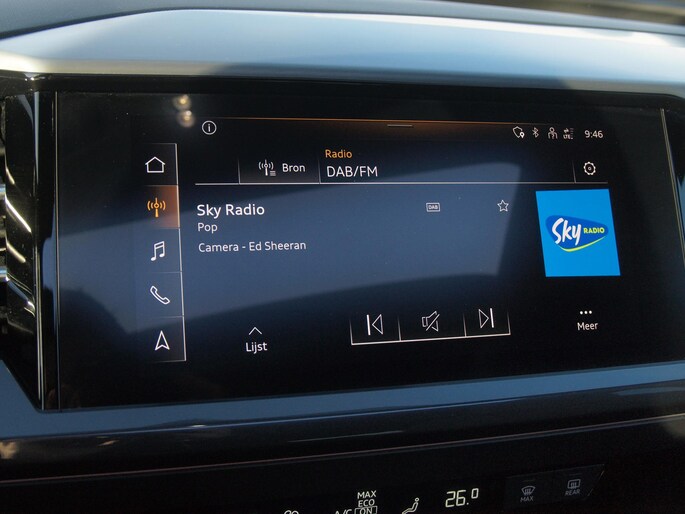 9:46
Radio
Bron
DAB/FM
Sky Radio
DAB
Pop
Camera - Ed Sheeran
Sky RADIO
Lijst
Meer
MAX
ECO
A/C
ON
26.0
MAX
REAR